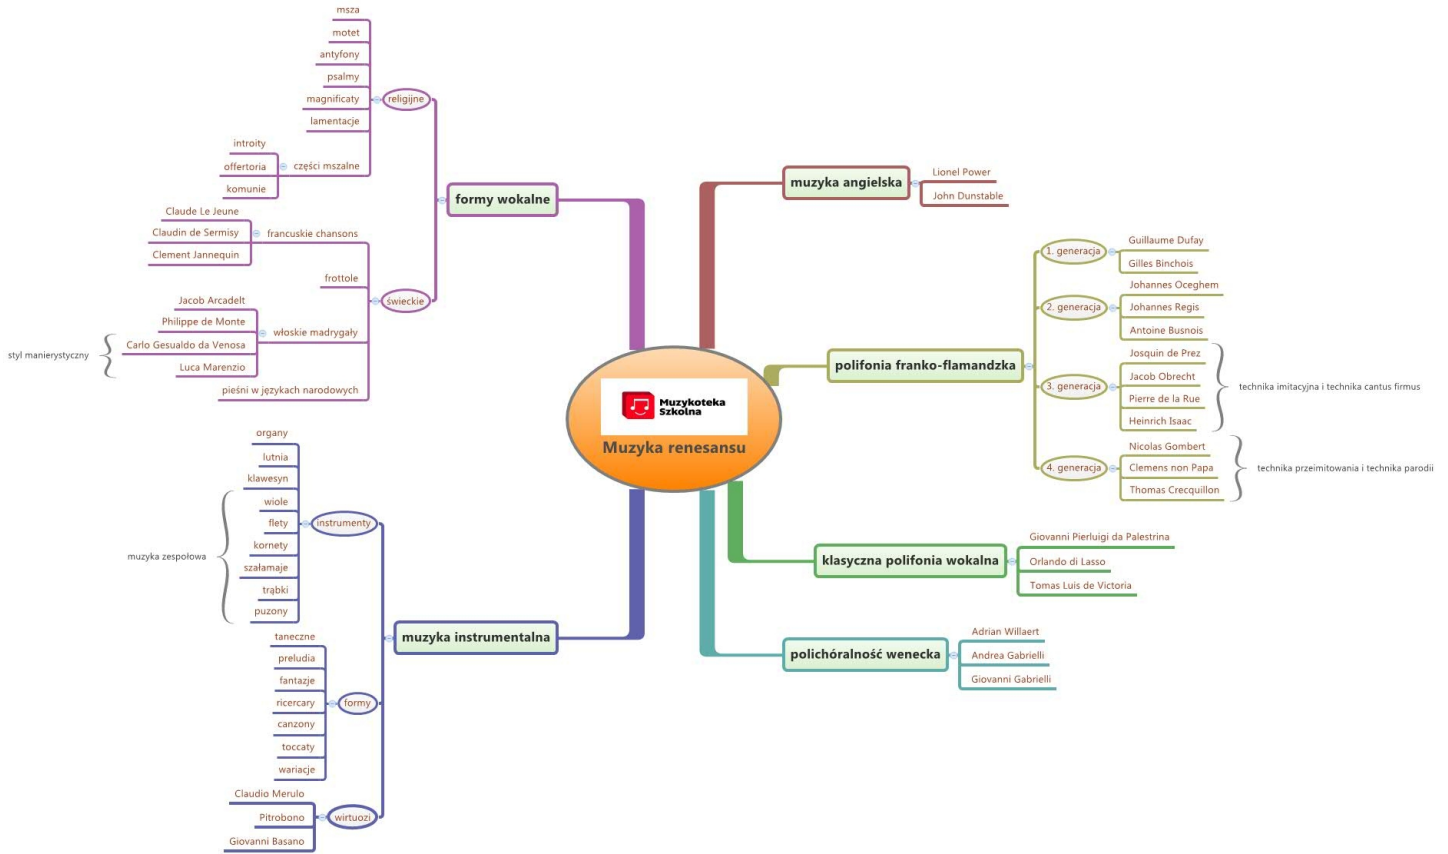 msza
motet
antyfony
psalmy
magnificaty
lamentacje
religijne
introity
offertoria
komunie
części mszalne
formy wokalne
Claude Le Jeune
Claudin de Sermisy
Clement Jannequin
francuskie chansons
frottole
świeckie
Jacob Arcadelt
Philippe de Monte
Carlo Gesualdo da Venosa
Luca Marenzio
włoskie madrygały
styl manierystyczny
pieśni w językach narodowych
muzyka angielska
Lionel Power
John Dunstable
polifonia franko-flamandzka
1. generacja
Guillaume Dufay
Gilles Binchois
2. generacja
Johannes Oceghem
Johannes Regis
Antoine Busnois
3. generacja
Josquin de Prez
Jacob Obrecht
Pierre de la Rue
Heinrich Isaac
technika imitacyjna i technika cantus firmus
4. generacja
Nicolas Gombert
Clemens non Papa
Thomas Crecquillon
technika przeimitowania i technika parodii
Muzykoteka
Szkolna
Muzyka renesansu
klasyczna polifonia wokalna
Giovanni Pierluigi da Palestrina
Orlando di Lasso
Tomas Luis de Victoria
polichóralność wenecka
Adrian Willaert
Andrea Gabrielli
Giovanni Gabrielli
muzyka instrumentalna
instrumenty
organy
lutnia
klawesyn
wiole
flety
kornety
szałamaje
trąbki
puzony
muzyka zespołowa
formy
taneczne
preludia
fantazje
ricercary
canzony
toccaty
wariacje
wirtuozi
Claudio Merulo
Pitrobono
Giovanni Basano